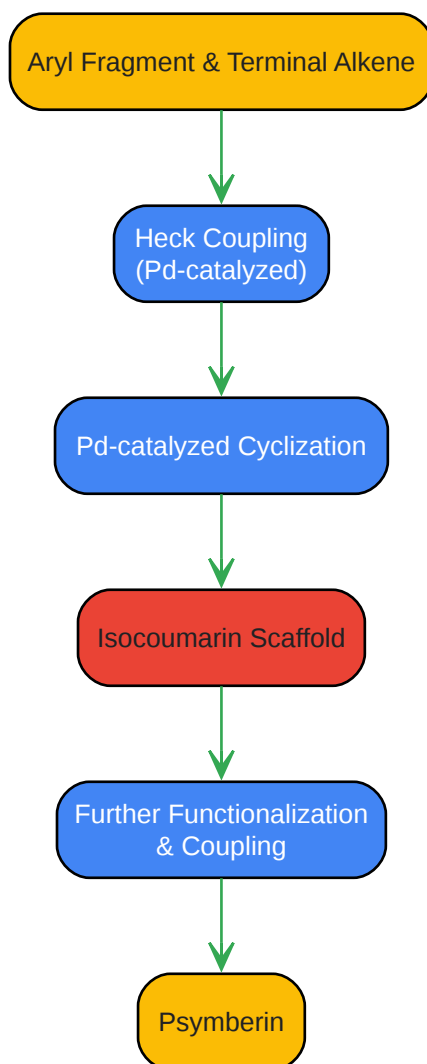 Aryl Fragment & Terminal Alkene
Heck Coupling
(Pd-catalyzed)
Pd-catalyzed Cyclization
Isocoumarin Scaffold
Further Functionalization
& Coupling
Psymberin